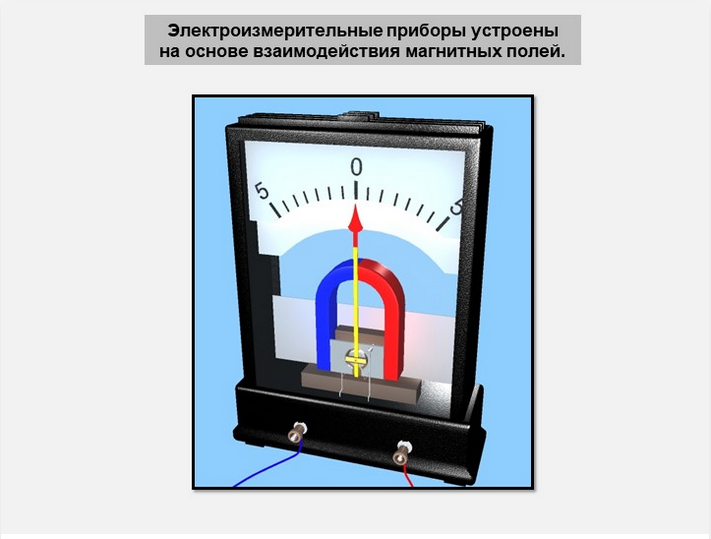 Электроизмерительные приборы устроены
на основе взаимодействия магнитных полей.
0
5
5